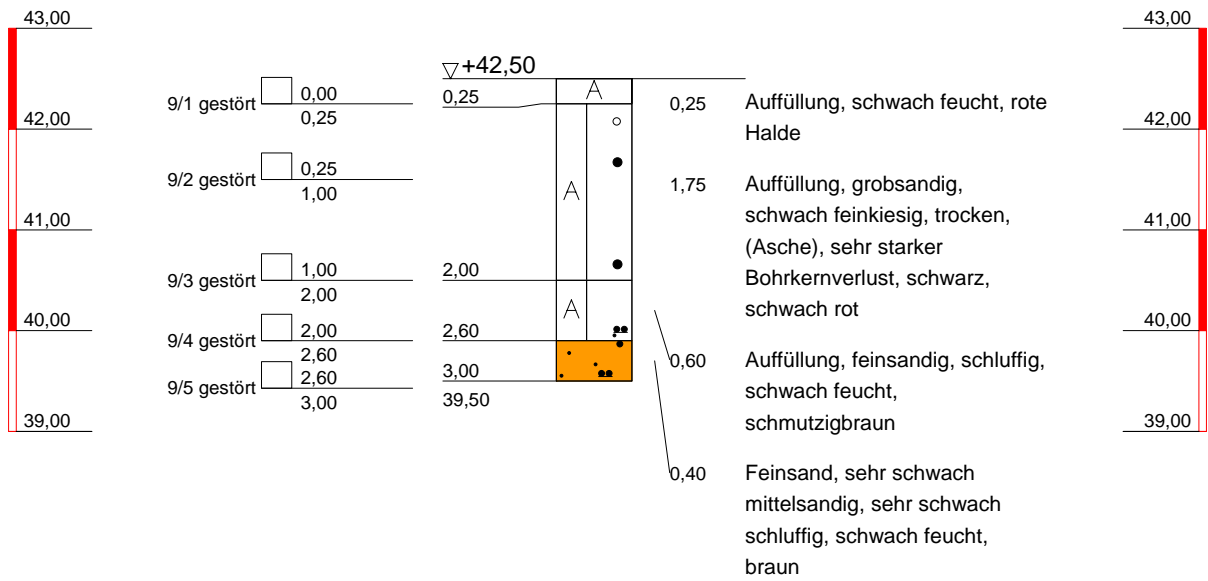 43,00
42,00
41,00
40,00
39,00
9/1 gestört
0,00
0,25
9/2 gestört
0,25
1,00
9/3 gestört
1,00
2,00
9/4 gestört
2,00
2,60
9/5 gestört
2,60
3,00
+42,50
0,25
2,00
2,60
3,00
39,50
A
A
A
0,25
Auffüllung, schwach feucht, rote
Halde
1,75
Auffüllung, grobsandig,
schwach feinkiesig, trocken,
(Asche), sehr starker
Bohrkernverlust, schwarz,
schwach rot
0,60
Auffüllung, feinsandig, schluffig,
schwach feucht,
schmutzigbraun
0,40
Feinsand, sehr schwach
mittelsandig, sehr schwach
schluffig, schwach feucht,
braun
43,00
42,00
41,00
40,00
39,00